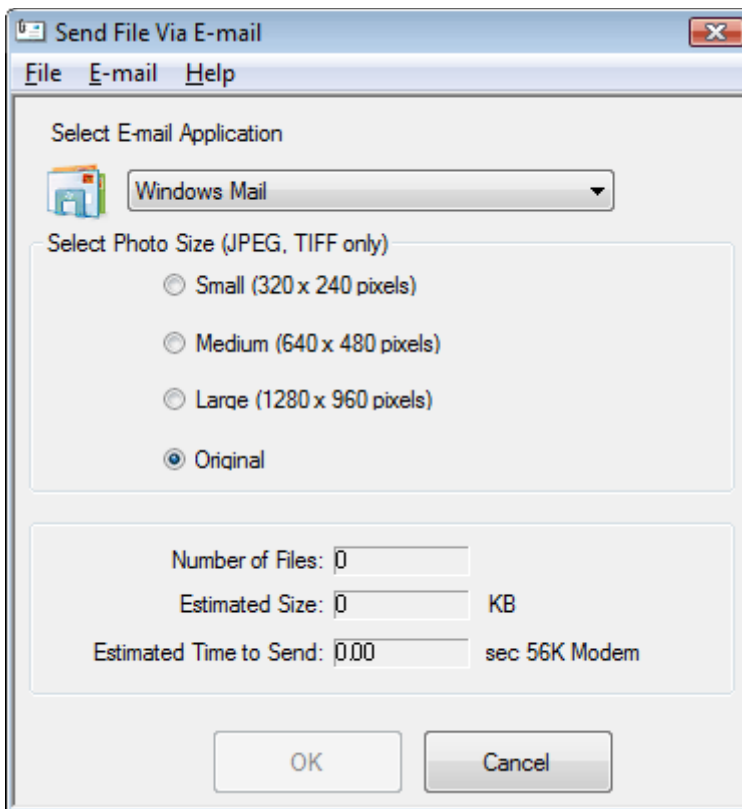 Send File Via E-mail
File E-mail Help
Select E-mail Application
Windows Mail
Select Photo Size (JPEG, TIFF only)
Small (320 x 240 pixels)
Medium (640 x 480 pixels)
Large (1280 x 960 pixels)
Original
Number of Files: 0
Estimated Size: 0 KB
Estimated Time to Send: 0.00 sec 56K Modem
OK Cancel